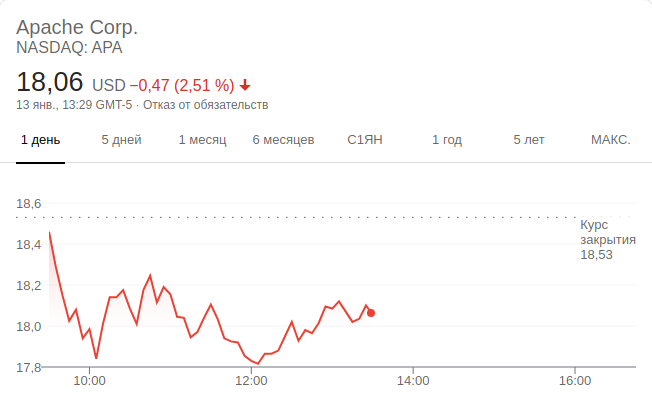 Apache Corp.
NASDAQ: APA
18,06 USD −0,47 (2,51 %)
13 янв., 13:29 GMT-5 · Отказ от обязательств
1 день 5 дней 1 месяц 6 месяцев С1ЯН 1 год 5 лет МАКС.
18,6
Курс
закрытия
18,53
18,4
18,2
18,0
17,8
10:00 12:00 14:00 16:00